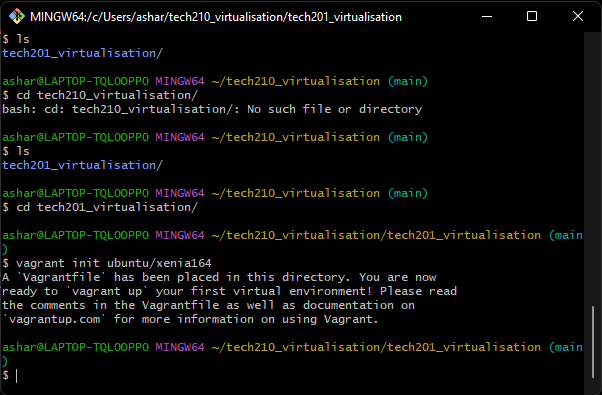 MINGW64:/c/Users/ashar/tech210_virtualisation/tech201_virtualisation
$ ls
tech201_virtualisation/
ashar@LAPTOP-TQLOOPPO MINGW64 ~/tech210_virtualisation (main)
$ cd tech210_virtualisation/
bash: cd: tech210_virtualisation/: No such file or directory
ashar@LAPTOP-TQLOOPPO MINGW64 ~/tech210_virtualisation (main)
$ ls
tech201_virtualisation/
ashar@LAPTOP-TQLOOPPO MINGW64 ~/tech210_virtualisation (main)
$ cd tech201_virtualisation/
ashar@LAPTOP-TQLOOPPO MINGW64 ~/tech210_virtualisation/tech201_virtualisation (main
)
$ vagrant init ubuntu/xenia164
A `Vagrantfile` has been placed in this directory. You are now
ready to `vagrant up` your first virtual environment! Please read
the comments in the Vagrantfile as well as documentation on
`vagrantup.com` for more information on using Vagrant.
ashar@LAPTOP-TQLOOPPO MINGW64 ~/tech210_virtualisation/tech201_virtualisation (main
)
$